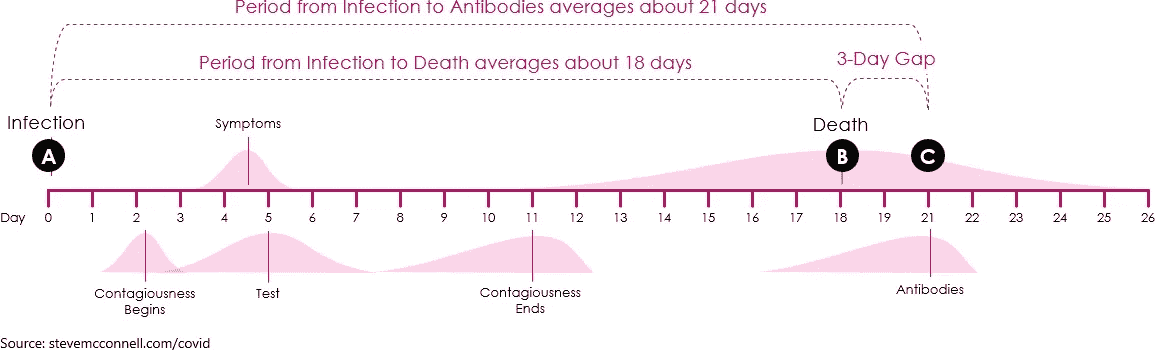 Period from Infection to Antibodies averages about 21 days
Period from Infection to Death averages about 18 days
3-Day Gap
Infection
Symptoms
Death
A
B
C
Day
0 1 2 3 4 5 6 7 8 9 10 11 12 13 14 15 16 17 18 19 20 21 22 23 24 25 26
Contagiousness
Begins
Test
Contagiousness
Ends
Antibodies
Source: stevemcconnell.com/covid